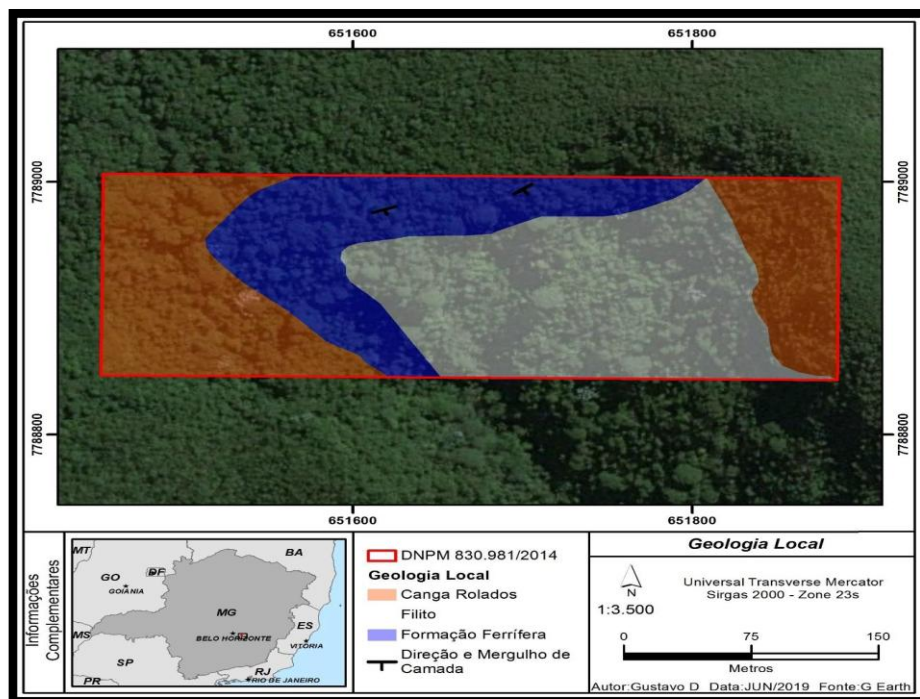 651600
651800
7789000
7789000
7788800
7788800
651600
651800
Informações
Complementares
MT
BA
GO
DF
GOIÂNIA
MG
ES
MS
BELO HORIZONTE
VITÓRIA
SP
RJ
RIO DE JANEIRO
PR
DNPM 830.981/2014
Geologia Local
Canga Rolados
Filito
Formação Ferrífera
Direção e Mergulho de
Camada
Geologia Local
N
1:3.500
Universal Transverse Mercator
Sirgas 2000 - Zone 23s
0 75 150
Metros
Autor:Gustavo D Data:JUN/2019 Fonte:G Earth